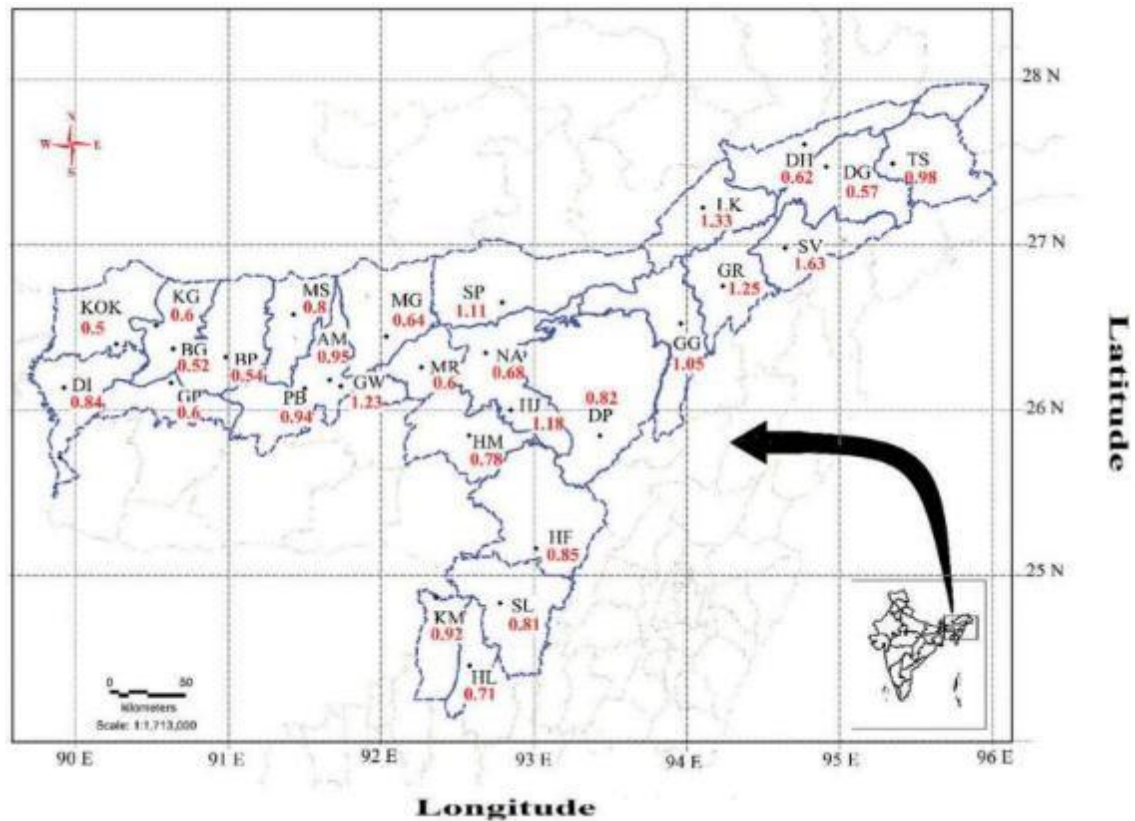 28 N
N
W E
S
DH
0.62
DG
0.57
TS
0.98
LK
1.33
27 N
SV
1.63
GR
1.25
KOK
0.5
KG
0.6
MS
0.8
MG
0.64
SP
1.11
AM
0.95
BG
0.52
BP
0.54
MR
0.6
NA
0.68
GG
1.05
DI
0.84
0.6
PB
0.94
GW
1.23
HJ
1.18
0.82
DP
26 N
HM
0.78
HF
0.85
25 N
KM
0.92
SL
0.81
HL
0.71
0 50
kilometers
Scale: 1:1,713,000
90 E 91 E 92 E 93 E 94 E 95 E 96 E
Longitude
Latitude